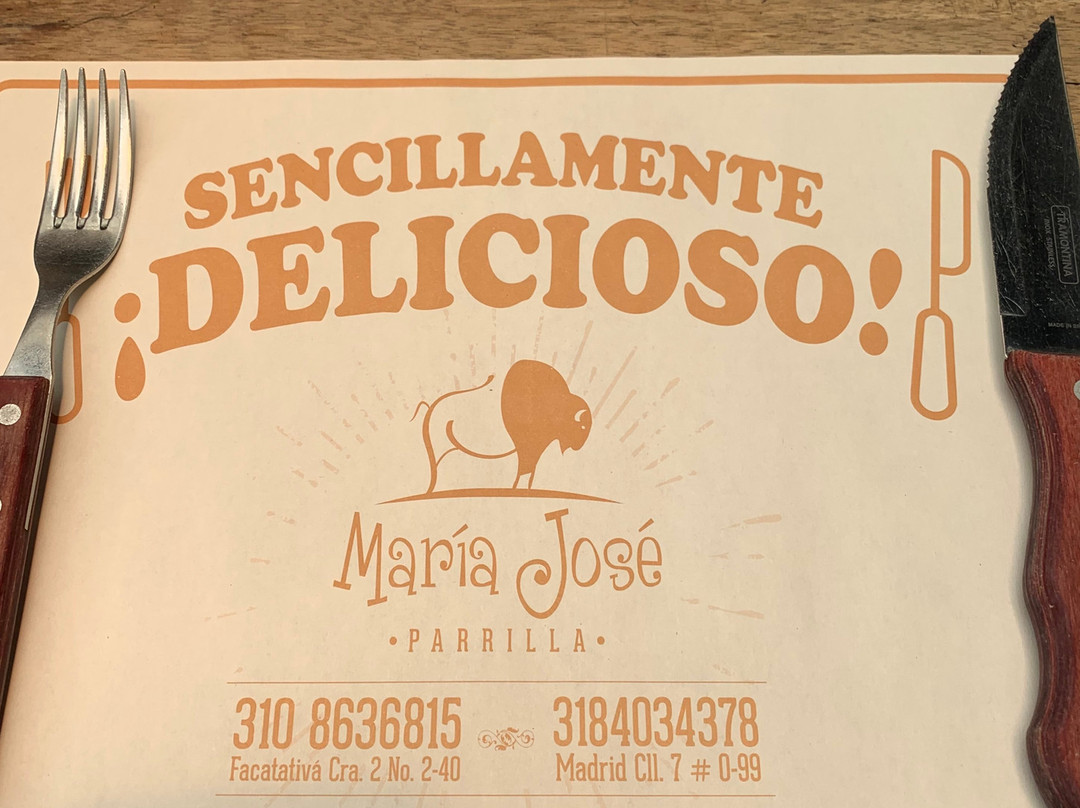 SENCILLAMENTE
¡DELICIOSO!
María José
•PARRILLA•
310 8636815
Facatativá Cra. 2 No. 2-40
3184034378
Madrid Cll. 7 # 0-99
TRAMONTINA